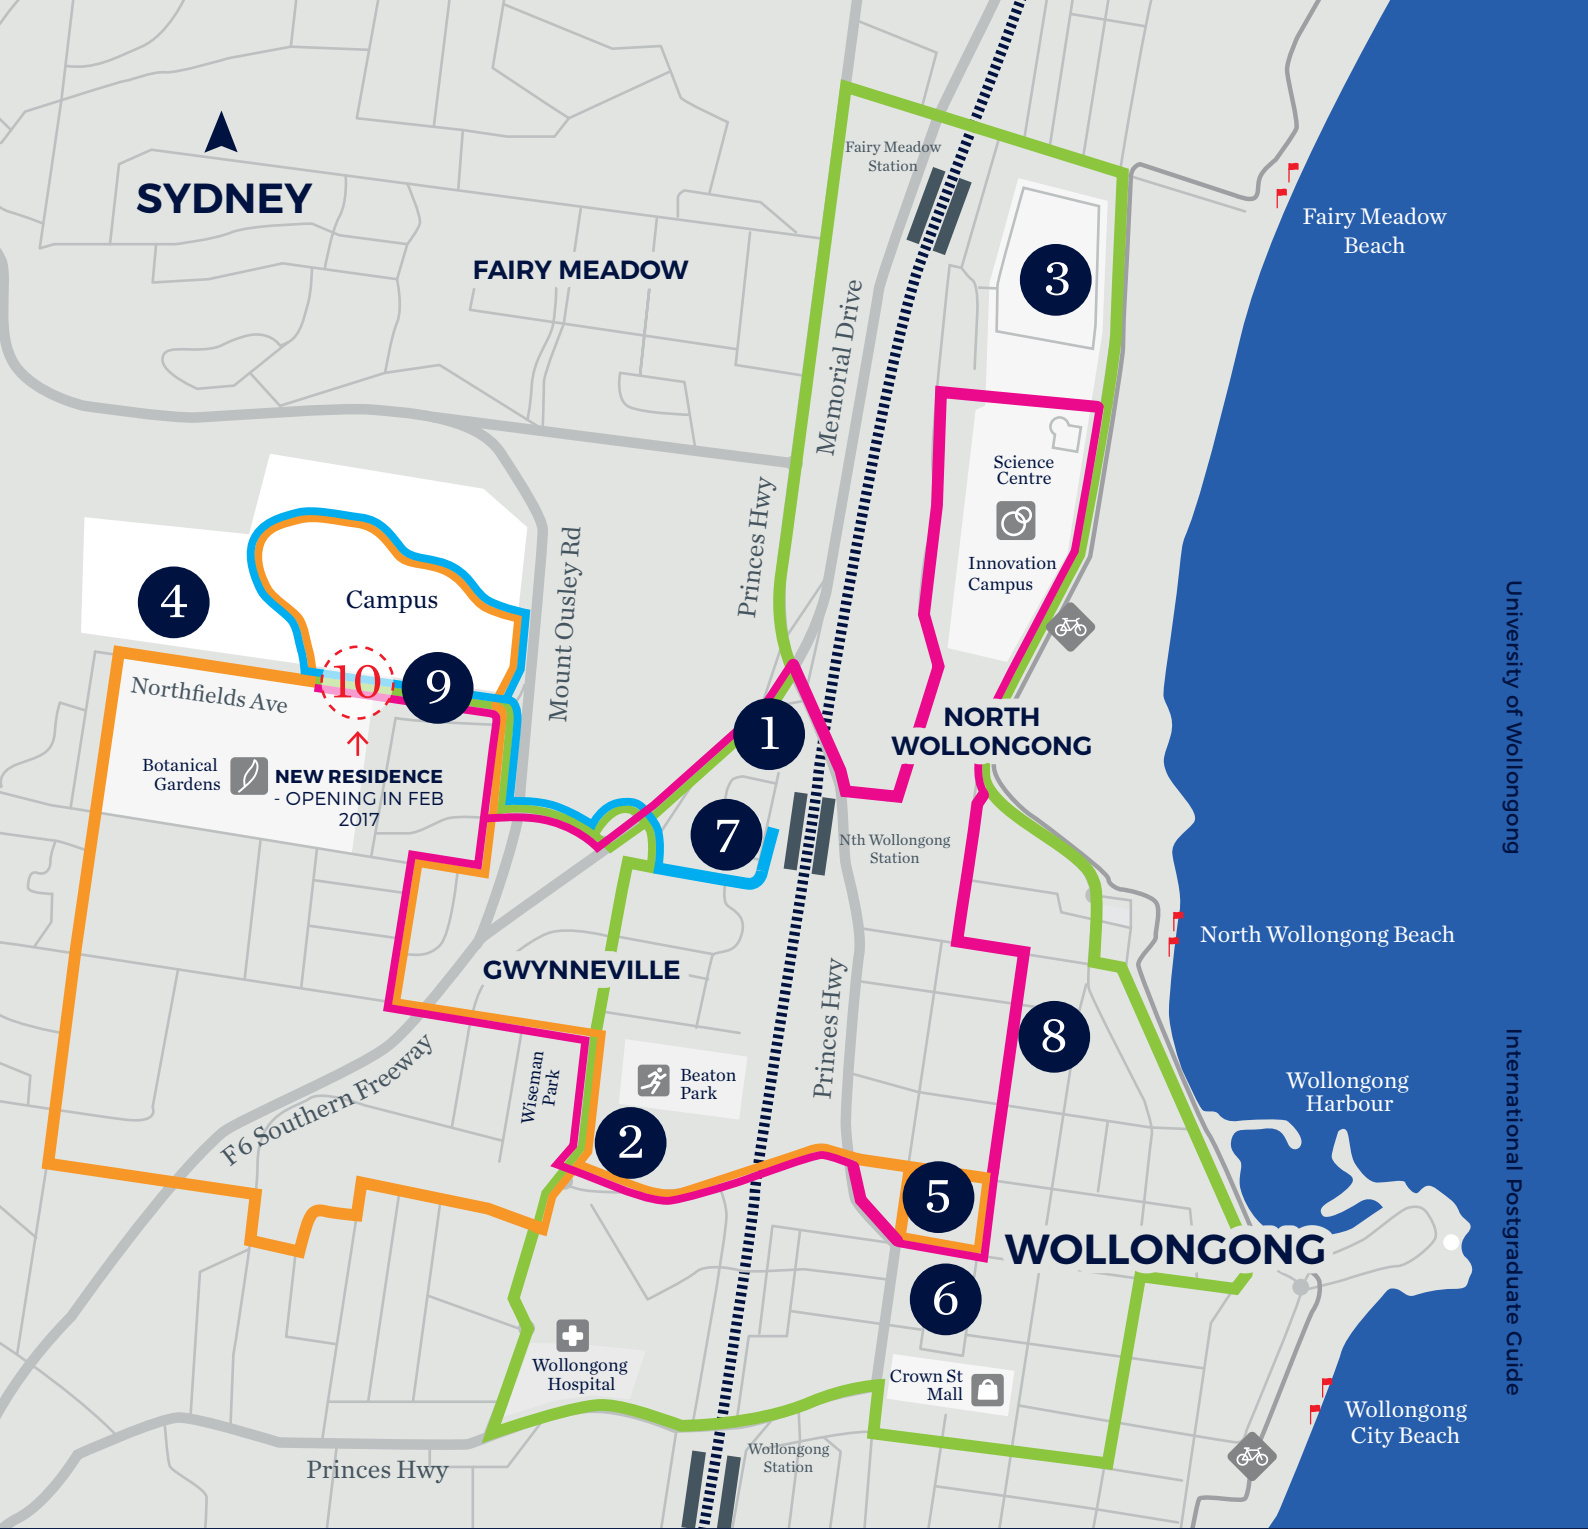 SYDNEY
FAIRY MEADOW
Fairy Meadow
Station
Fairy Meadow
Beach
3
Memorial Drive
Princes Hwy
Science
Centre
Innovation
Campus
Mount Ousley Rd
4
Campus
10
9
Northfields Ave
Botanical
Gardens
NEW RESIDENCE
- OPENING IN FEB
2017
1
NORTH
WOLLONGONG
7
Nth Wollongong
Station
University of Wollongong
North Wollongong Beach
GWYNNEVILLE
Princes Hwy
8
F6 Southern Freeway
Wiseman
Park
Beaton
Park
2
Wollongong
Harbour
International Postgraduate Guide
5
WOLLONGONG
6
Wollongong
Hospital
Crown St
Mall
Wollongong
City Beach
Wollongong
Station
Princes Hwy